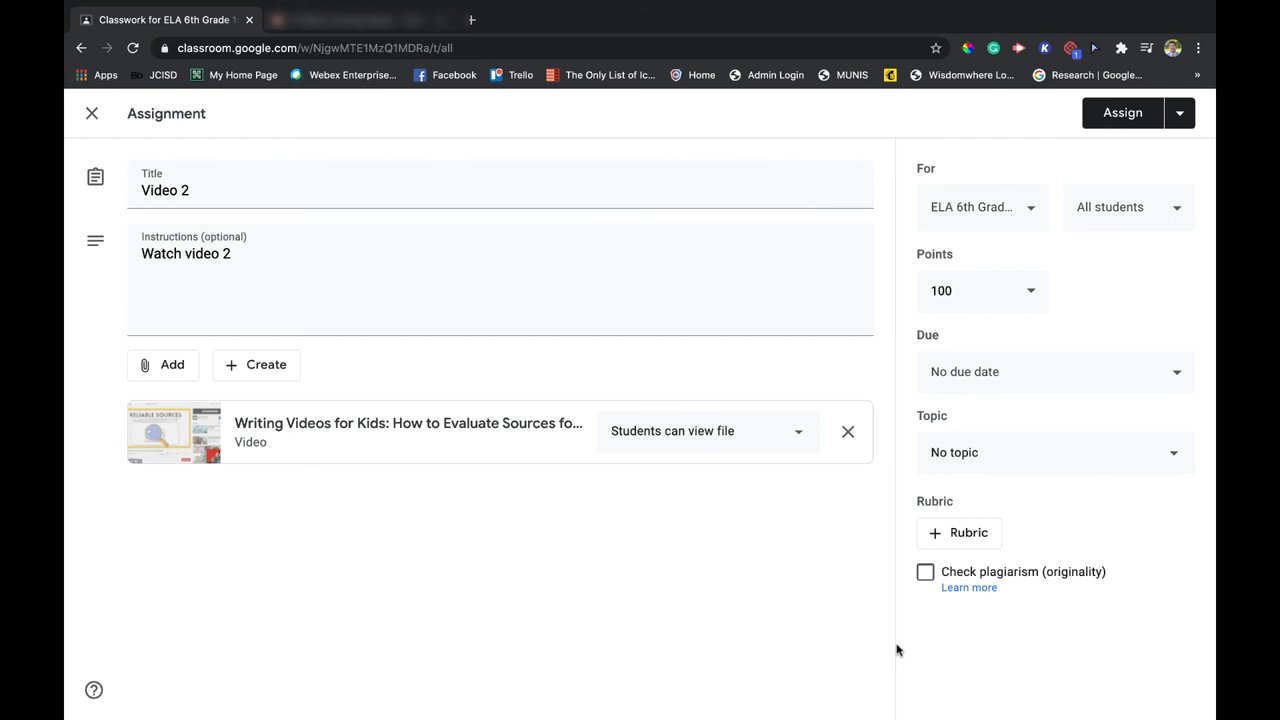 Classwork for ELA 6th Grade 1
classroom.google.com/w/NjgwMTE1MzQ1MDRa/t/all
Apps
Bb JCISD
My Home Page
Webex Enterprise...
Facebook
Trello
The Only List of Ic...
Home
Admin Login
MUNIS
Wisdomwhere Lo...
Research | Google...
»
Assignment
Assign
Title
Video 2
Instructions (optional)
Watch video 2
Add
Create
RELIABLE SOURCES
Writing Videos for Kids: How to Evaluate Sources fo...
Video
Students can view file
For
ELA 6th Grad...
All students
Points
100
Due
No due date
Topic
No topic
Rubric
Rubric
Check plagiarism (originality)
Learn more